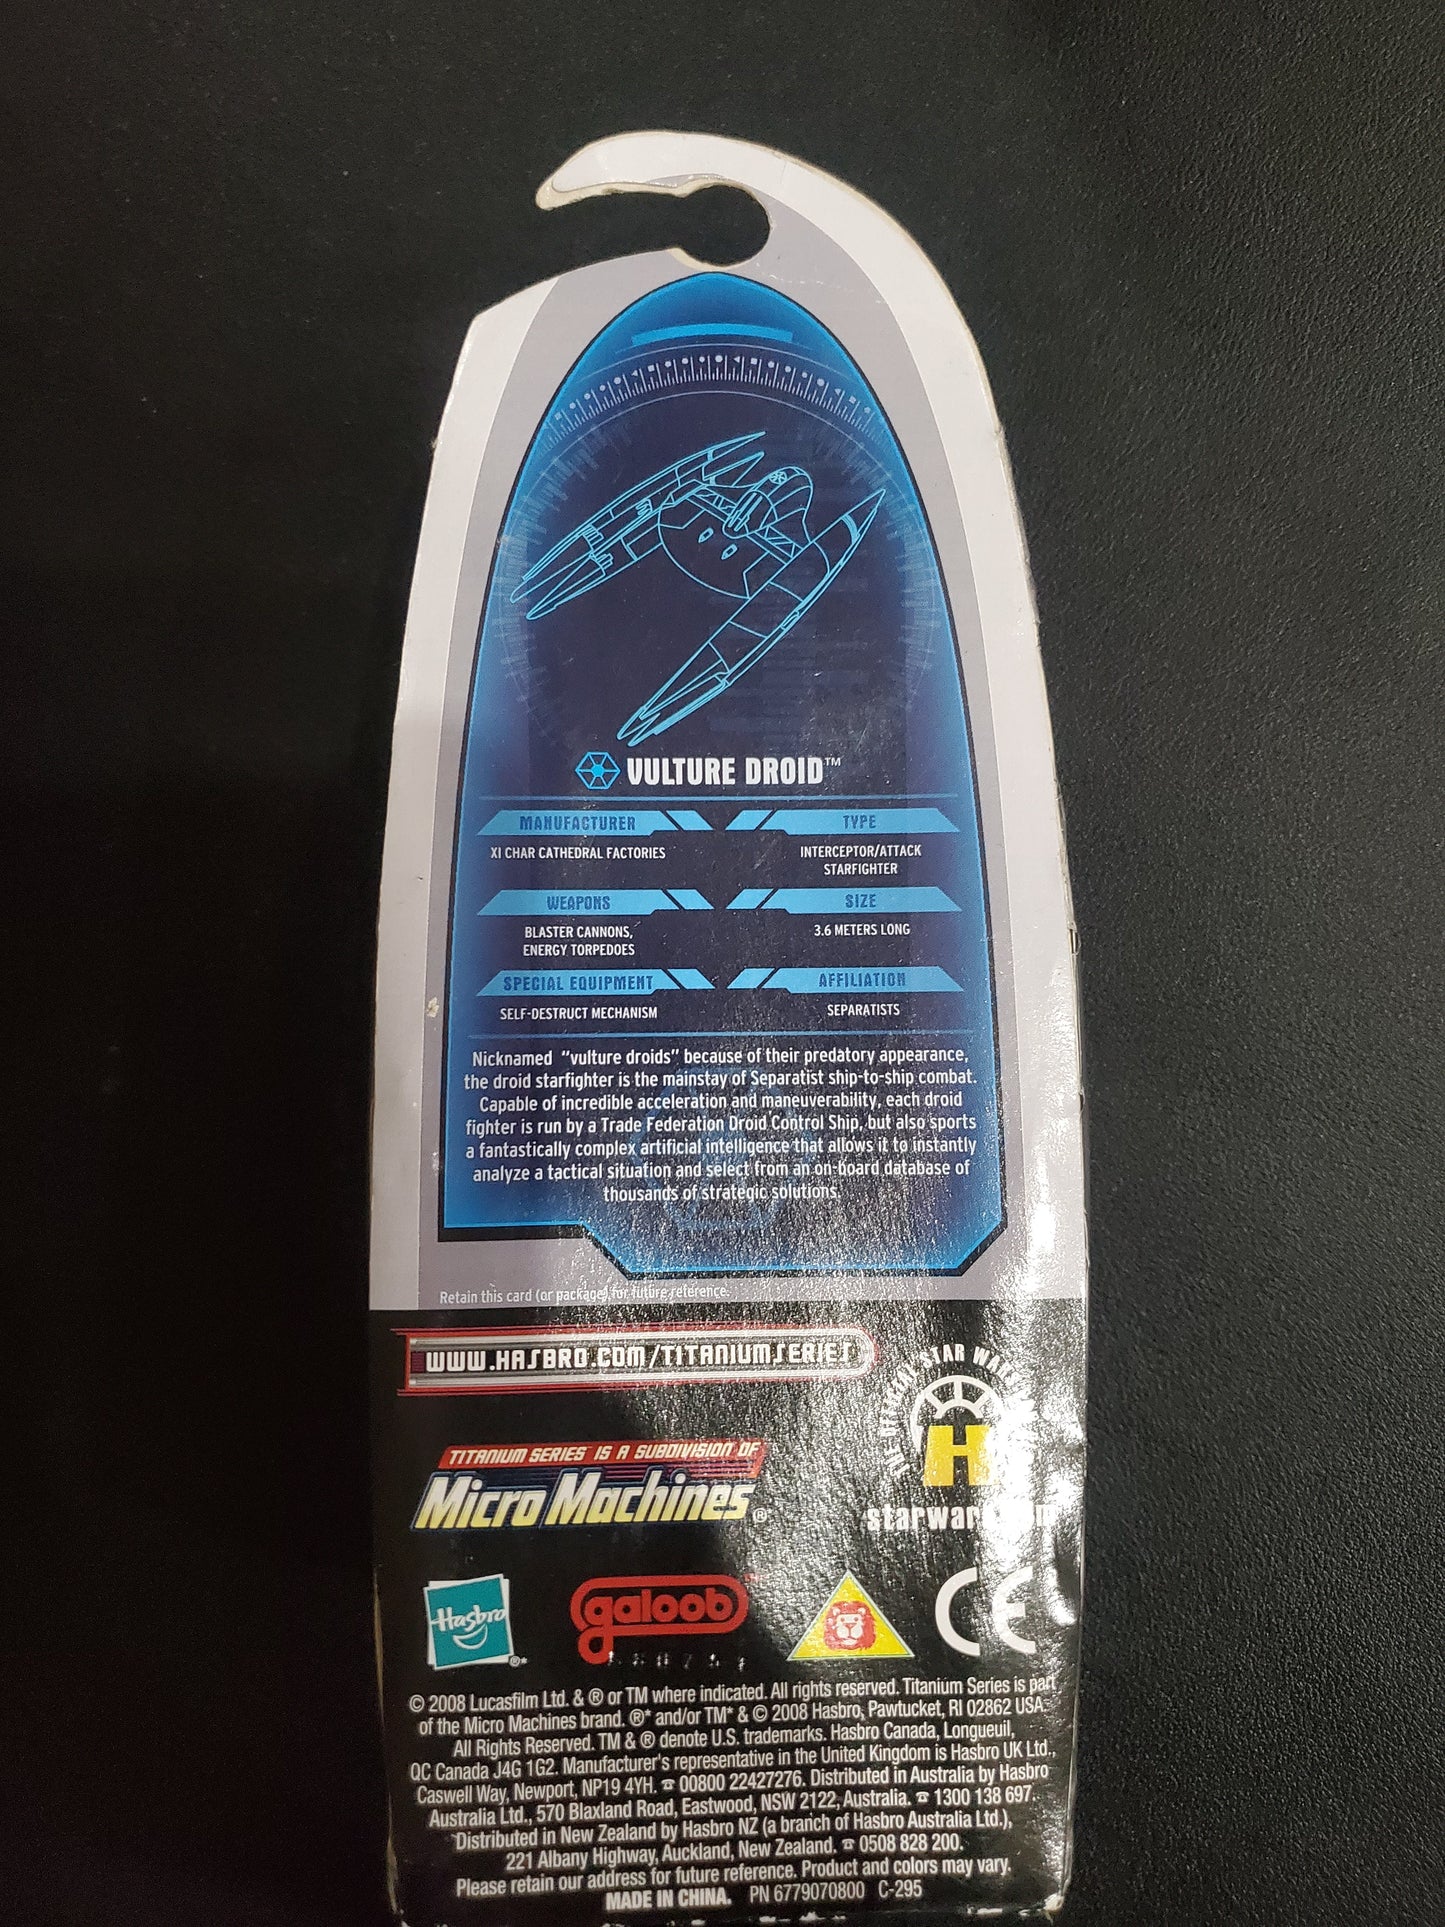 VULTURE DROID™
MANUFACTURER
XI CHAR CATHEDRAL FACTORIES
TYPE
INTERCEPTOR/ATTACK
STARFIGHTER
WEAPONS
BLASTER CANNONS,
ENERGY TORPEDOES
SIZE
3.6 METERS LONG
SPECIAL EQUIPMENT
SELF-DESTRUCT MECHANISM
AFFILIATION
SEPARATISTS
Nicknamed "vulture droids" because of their predatory appearance,
the droid starfighter is the mainstay of Separatist ship-to-ship combat.
Capable of incredible acceleration and maneuverability, each droid
fighter is run by a Trade Federation Droid Control Ship, but also sports
a fantastically complex artificial intelligence that allows it to instantly
analyze a tactical situation and select from an on-board database of
thousands of strategic solutions.
Retain this card (or package) for future reference.
WWW.HASBRO.COM/TITANIUMSERIES
STAR WARS
H
TITANIUM SERIES™ IS A SUBDIVISION OF
Micro Machines®
Hasbro
®*
galoob™
CE
© 2008 Lucasfilm Ltd. & ® or TM where indicated. All rights reserved. Titanium Series is part
of the Micro Machines brand. ®* and/or TM* & © 2008 Hasbro, Pawtucket, RI 02862 USA.
All Rights Reserved. TM & ® denote U.S. trademarks. Hasbro Canada, Longueuil,
QC Canada J4G 1G2. Manufacturer's representative in the United Kingdom is Hasbro UK Ltd.,
Caswell Way, Newport, NP19 4YH. ☎ 00800 22427276. Distributed in Australia by Hasbro
Australia Ltd., 570 Blaxland Road, Eastwood, NSW 2122, Australia. ☎ 1300 138 697.
Distributed in New Zealand by Hasbro NZ (a branch of Hasbro Australia Ltd.),
221 Albany Highway, Auckland, New Zealand. ☎ 0508 828 200.
Please retain our address for future reference. Product and colors may vary.
MADE IN CHINA. PN 6779070800 C-295